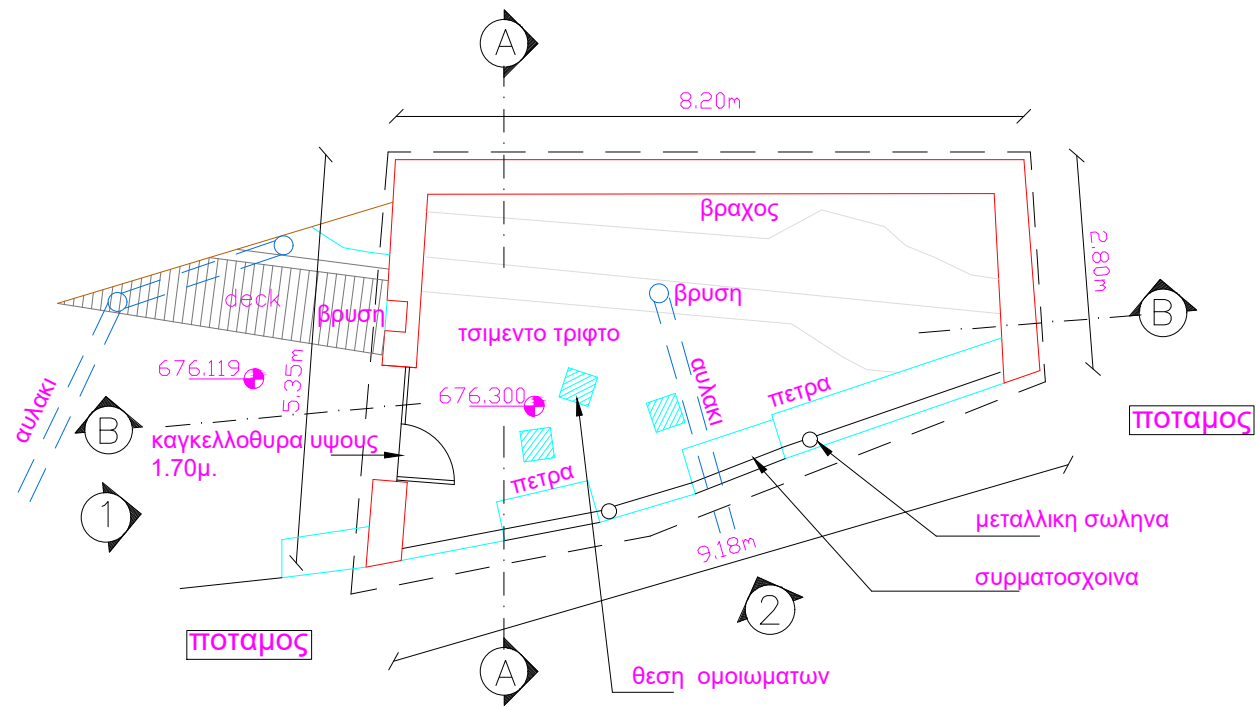 A
8.20m
βραχος
2.80m
deck
βρυση
βρυση
τσιμεντο τριφτο
B
676.119
5.35m
676.300
αυλακι
πετρα
αυλακι
B
ποταμος
καγκελλοθυρα υψους
1.70μ.
πετρα
1
μεταλλικη σωληνα
9.18m
συρματοσχοινα
2
ποταμος
A
θεση ομοιωματων